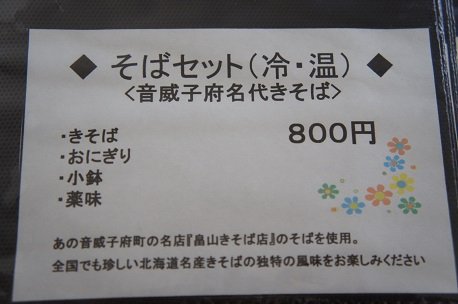 ◆ そばセット(冷・温) ◆
<音威子府名代きそば>
・きそば 800円
・おにぎり
・小鉢
・薬味
あの音威子府町の名店『畠山きそば店』のそばを使用。
全国でも珍しい北海道名産きそばの独特の風味をお楽しみください